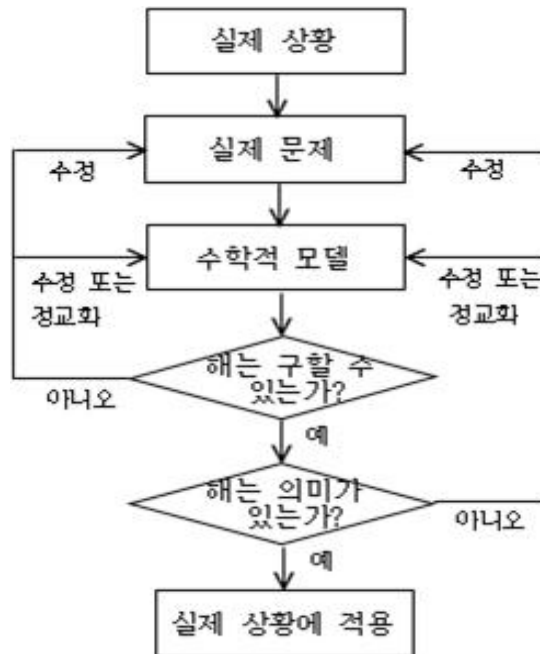 실제 상황
실제 문제
수정
수정
수학적 모델
수정 또는
정교화
수정 또는
정교화
해는 구할 수
있는가?
아니오
예
해는 의미가
있는가?
아니오
예
실제 상황에 적용